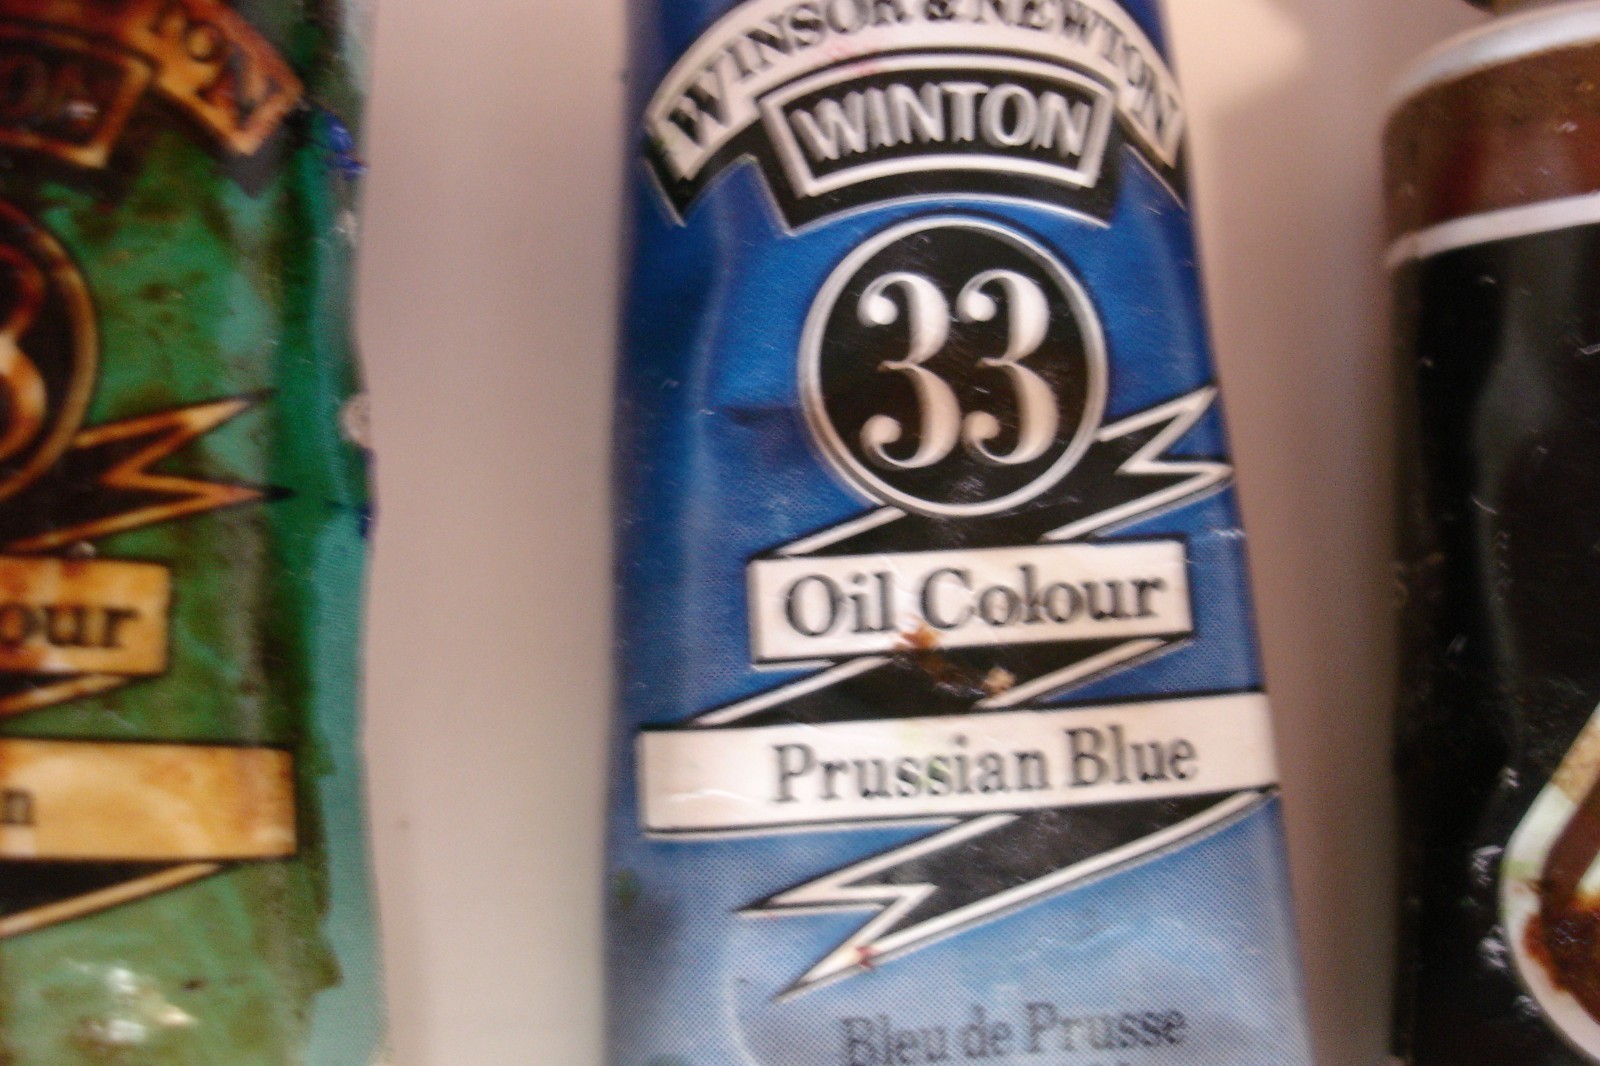 WINSOR & NEWTON
WINTON
33
Oil Colour
Prussian Blue
Bleu de Prusse